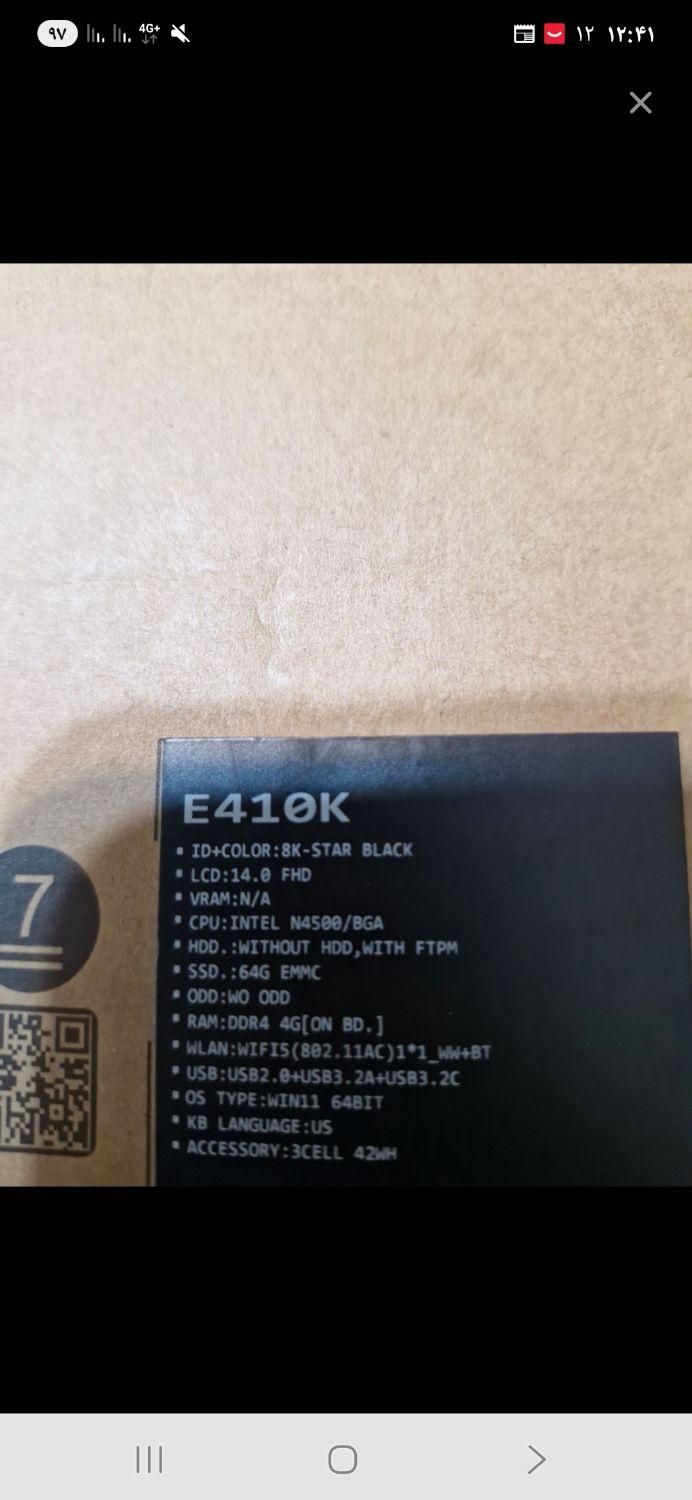 ۹۷ 4G+ ۱۲ ۱۲:۴۱
E410K
▪ ID+COLOR:8K-STAR BLACK
▪ LCD:14.0 FHD
▪ VRAM:N/A
▪ CPU:INTEL N4500/BGA
▪ HDD.:WITHOUT HDD,WITH FTPM
▪ SSD.:64G EMMC
▪ ODD:WO ODD
▪ RAM:DDR4 4G[ON BD.]
▪ WLAN:WIFI5(802.11AC)1*1_WW+BT
▪ USB:USB2.0+USB3.2A+USB3.2C
▪ OS TYPE:WIN11 64BIT
▪ KB LANGUAGE:US
▪ ACCESSORY:3CELL 42WH
7